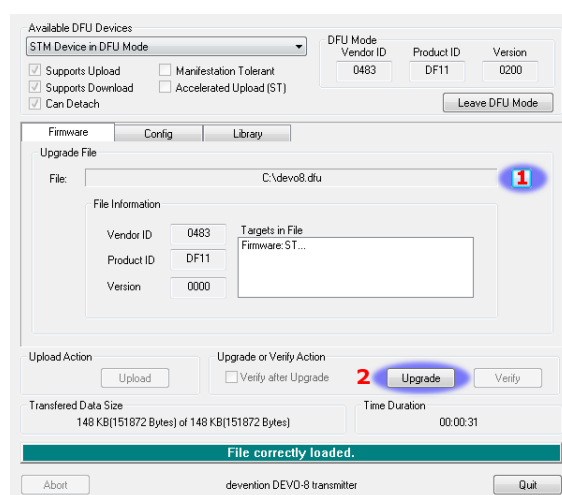 Available DFU Devices
STM Device in DFU Mode
DFU Mode
Vendor ID Product ID Version
0483 DF11 0200
Supports Upload Manifestation Tolerant
Supports Download Accelerated Upload (ST)
Can Detach
Leave DFU Mode
Firmware Config Library
Upgrade File
File: C:\devo8.dfu 1
File Information
Vendor ID 0483 Targets in File
Firmware: ST...
Product ID DF11
Version 0000
Upload Action Upgrade or Verify Action
Upload Verify after Upgrade 2 Upgrade Verify
Transfered Data Size Time Duration
148 KB(151872 Bytes) of 148 KB(151872 Bytes) 00:00:31
File correctly loaded.
Abort devention DEVO-8 transmitter Quit